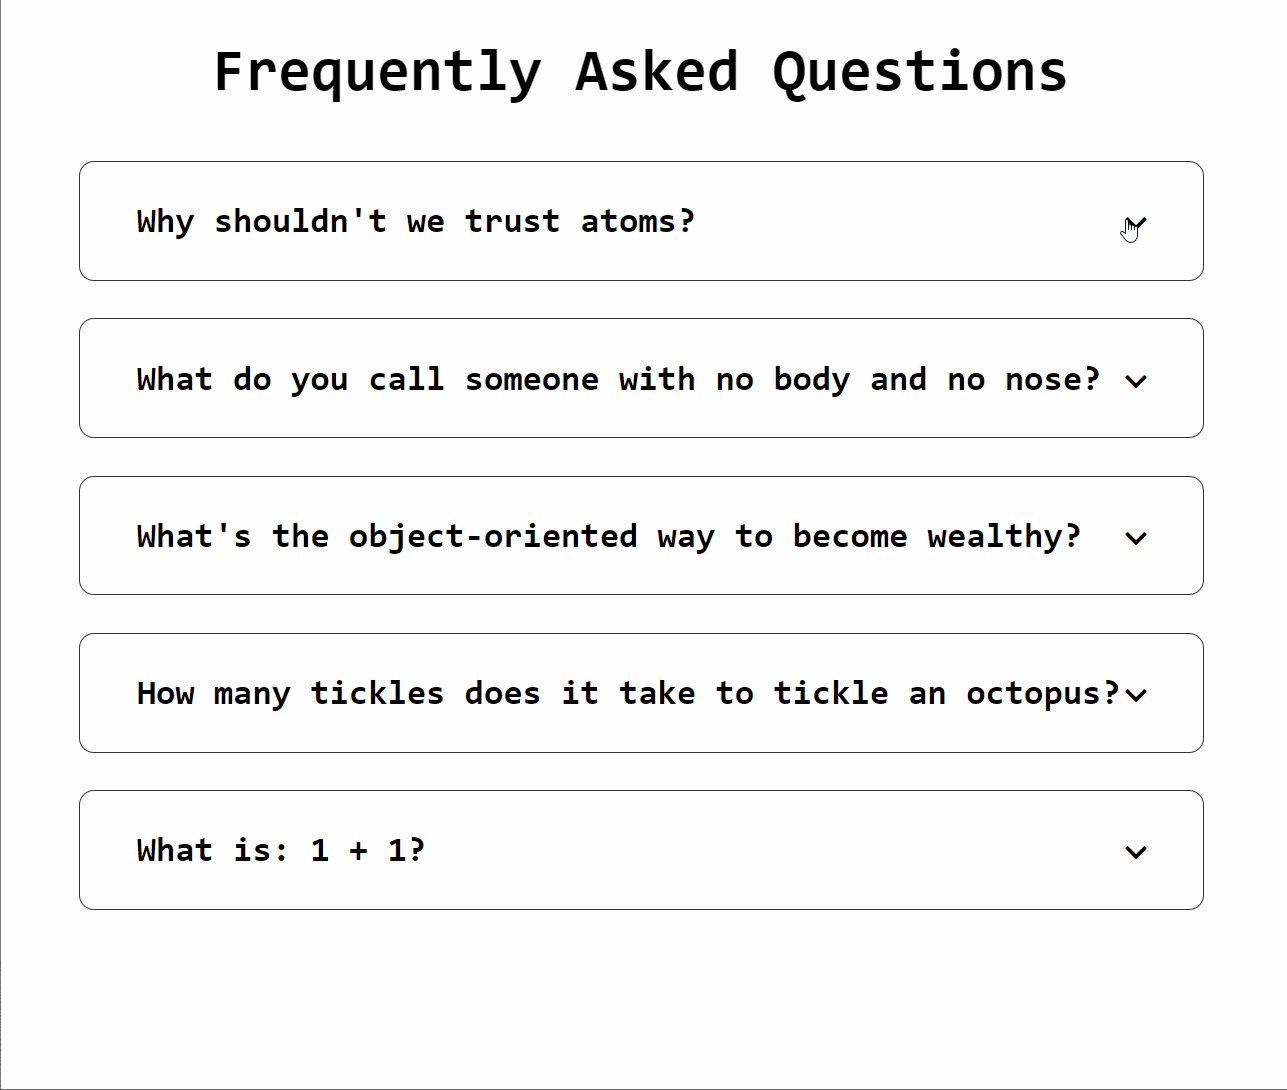 Frequently Asked Questions
Why shouldn't we trust atoms?
What do you call someone with no body and no nose?
What's the object-oriented way to become wealthy?
How many tickles does it take to tickle an octopus?
What is: 1 + 1?